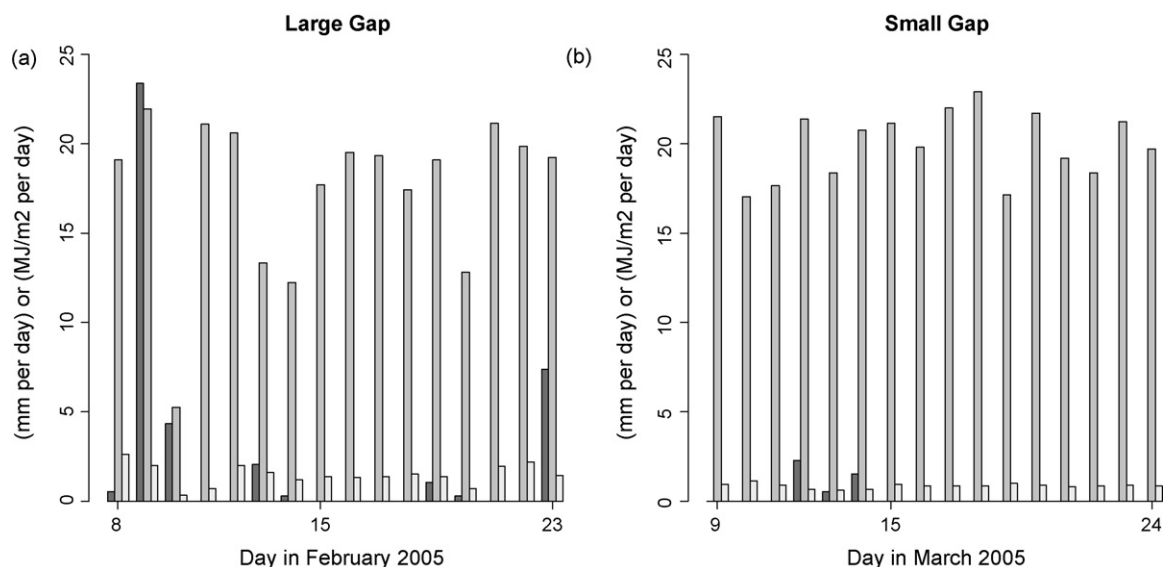 Large Gap
(a)
25
20
15
10
5
0
(mm per day) or (MJ/m2 per day)
8 15 23
Day in February 2005
Small Gap
(b)
25
20
15
10
5
0
(mm per day) or (MJ/m2 per day)
9 15 24
Day in March 2005